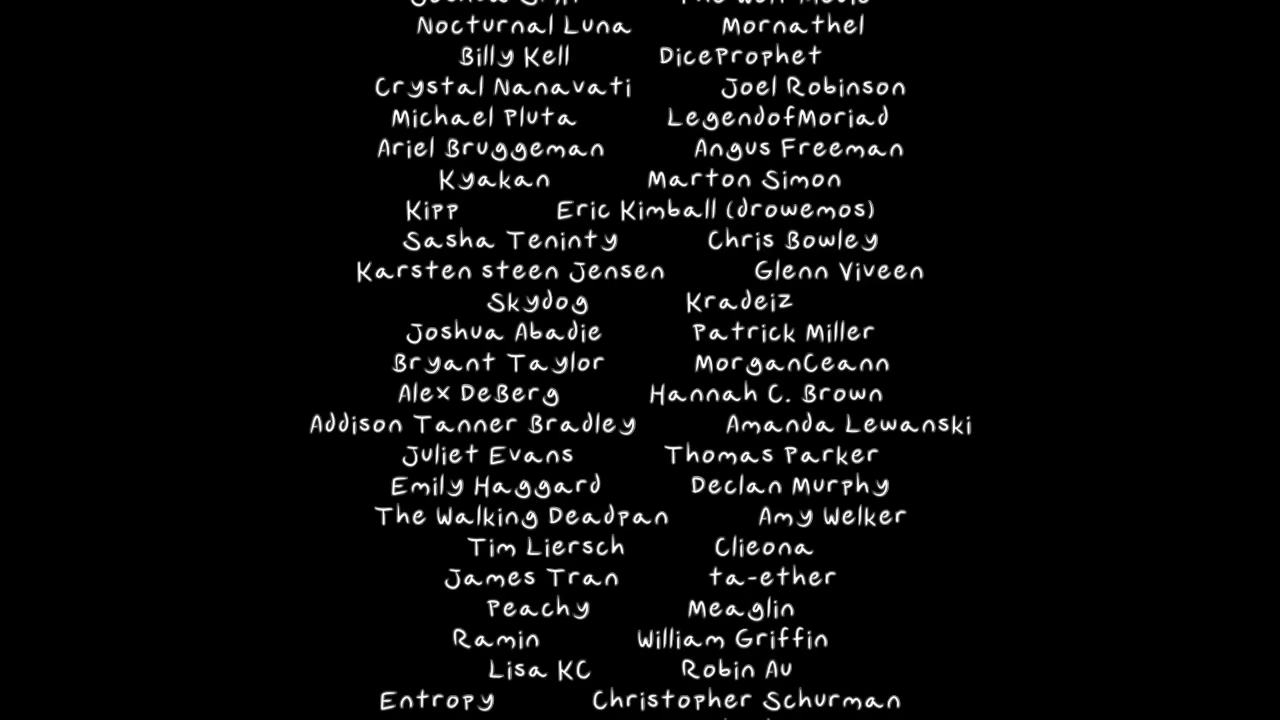 Nocturnal Luna Mornathel
Billy Kell DiceProphet
Crystal Nanavati Joel Robinson
Michael Pluta LegendofMoriad
Ariel Bruggeman Angus Freeman
Kyakan Marton Simon
Kipp Eric Kimball (drowemos)
Sasha Teninty Chris Bowley
Karsten steen Jensen Glenn Viveen
Skydog Kradeiz
Joshua Abadie Patrick Miller
Bryant Taylor MorganCeann
Alex DeBerg Hannah C. Brown
Addison Tanner Bradley Amanda Lewanski
Juliet Evans Thomas Parker
Emily Haggard Declan Murphy
The Walking Deadpan Amy Welker
Tim Liersch Clieona
James Tran ta-ether
Peachy Meaglin
Ramin William Griffin
Lisa KC Robin Au
Entropy Christopher Schurman